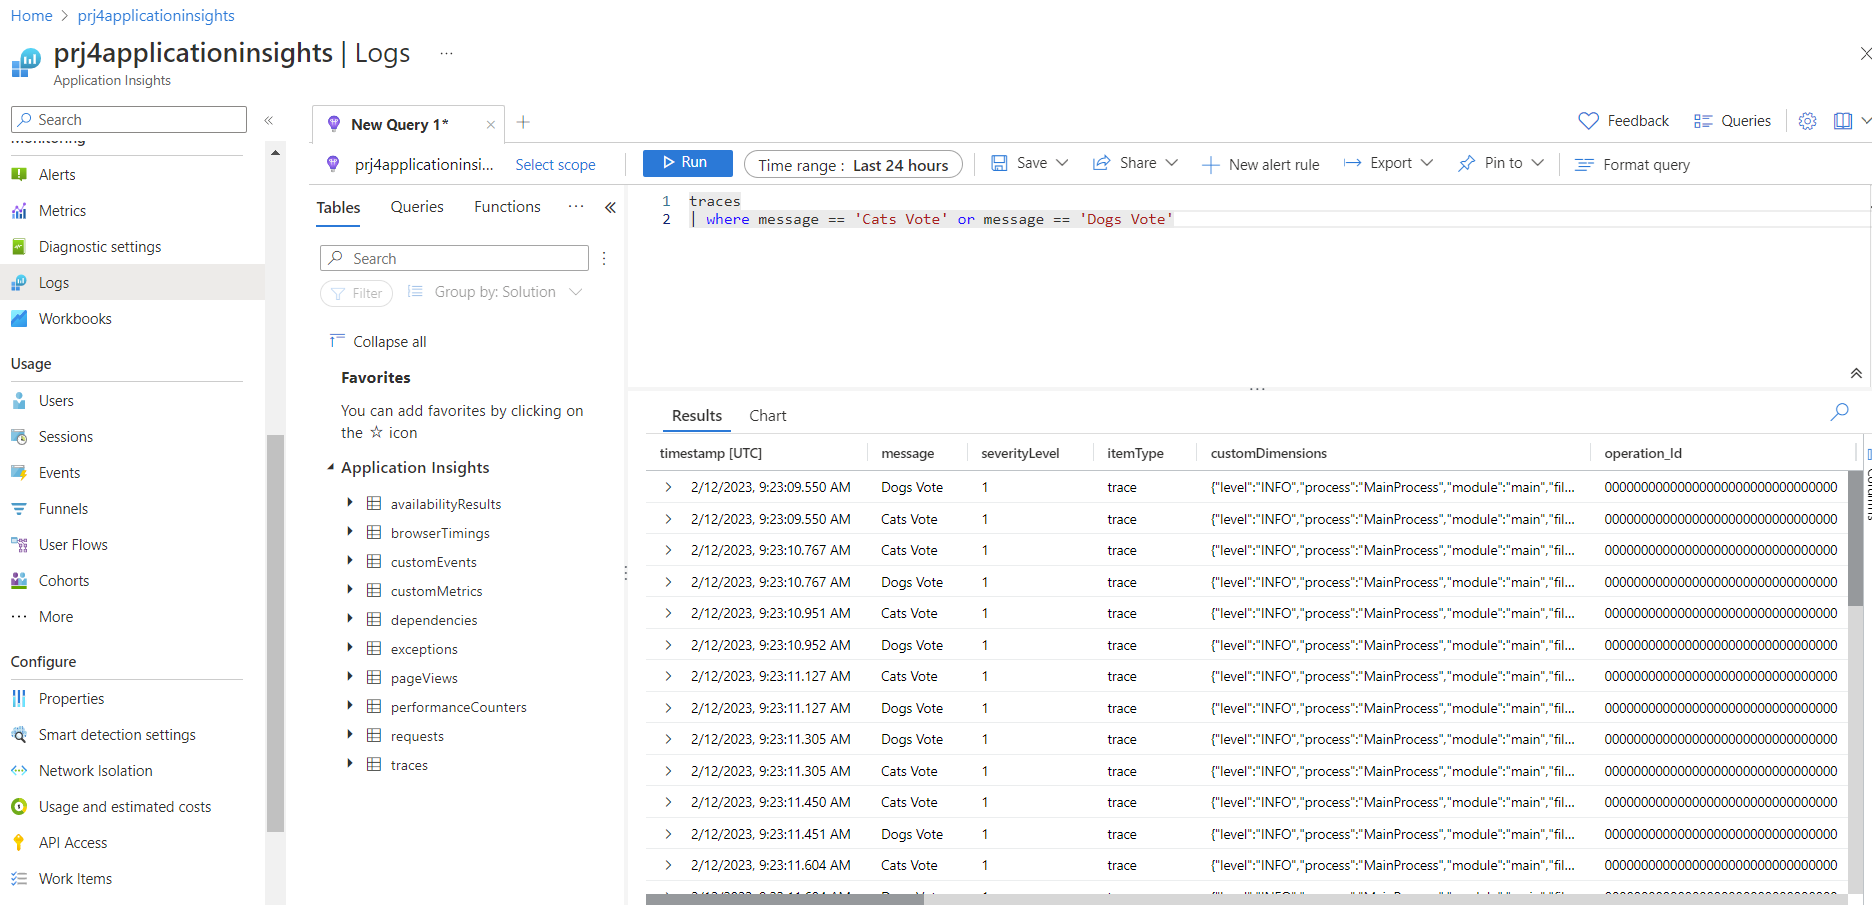 Home > prj4applicationinsights
prj4applicationinsights | Logs ...
Application Insights
Search «
Monitoring
Alerts
Metrics
Diagnostic settings
Logs
Workbooks
Usage
Users
Sessions
Events
Funnels
User Flows
Cohorts
More
Configure
Properties
Smart detection settings
Network Isolation
Usage and estimated costs
API Access
Work Items
New Query 1* × +
Feedback Queries
prj4applicationinsi... Select scope Run Time range : Last 24 hours Save Share New alert rule Export Pin to Format query
Tables Queries Functions ... «
Search
Filter Group by: Solution
Collapse all
Favorites
You can add favorites by clicking on
the ☆ icon
Application Insights
availabilityResults
browserTimings
customEvents
customMetrics
dependencies
exceptions
pageViews
performanceCounters
requests
traces
1 traces
2 | where message == 'Cats Vote' or message == 'Dogs Vote'
Results Chart
timestamp [UTC] message severityLevel itemType customDimensions operation_Id
2/12/2023, 9:23:09.550 AM Dogs Vote 1 trace {"level":"INFO","process":"MainProcess","module":"main","fil... 00000000000000000000000000000000
2/12/2023, 9:23:09.550 AM Cats Vote 1 trace {"level":"INFO","process":"MainProcess","module":"main","fil... 00000000000000000000000000000000
2/12/2023, 9:23:10.767 AM Cats Vote 1 trace {"level":"INFO","process":"MainProcess","module":"main","fil... 00000000000000000000000000000000
2/12/2023, 9:23:10.767 AM Dogs Vote 1 trace {"level":"INFO","process":"MainProcess","module":"main","fil... 00000000000000000000000000000000
2/12/2023, 9:23:10.951 AM Cats Vote 1 trace {"level":"INFO","process":"MainProcess","module":"main","fil... 00000000000000000000000000000000
2/12/2023, 9:23:10.952 AM Dogs Vote 1 trace {"level":"INFO","process":"MainProcess","module":"main","fil... 00000000000000000000000000000000
2/12/2023, 9:23:11.127 AM Cats Vote 1 trace {"level":"INFO","process":"MainProcess","module":"main","fil... 00000000000000000000000000000000
2/12/2023, 9:23:11.127 AM Dogs Vote 1 trace {"level":"INFO","process":"MainProcess","module":"main","fil... 00000000000000000000000000000000
2/12/2023, 9:23:11.305 AM Dogs Vote 1 trace {"level":"INFO","process":"MainProcess","module":"main","fil... 00000000000000000000000000000000
2/12/2023, 9:23:11.305 AM Cats Vote 1 trace {"level":"INFO","process":"MainProcess","module":"main","fil... 00000000000000000000000000000000
2/12/2023, 9:23:11.450 AM Cats Vote 1 trace {"level":"INFO","process":"MainProcess","module":"main","fil... 00000000000000000000000000000000
2/12/2023, 9:23:11.451 AM Dogs Vote 1 trace {"level":"INFO","process":"MainProcess","module":"main","fil... 00000000000000000000000000000000
2/12/2023, 9:23:11.604 AM Cats Vote 1 trace {"level":"INFO","process":"MainProcess","module":"main","fil... 00000000000000000000000000000000